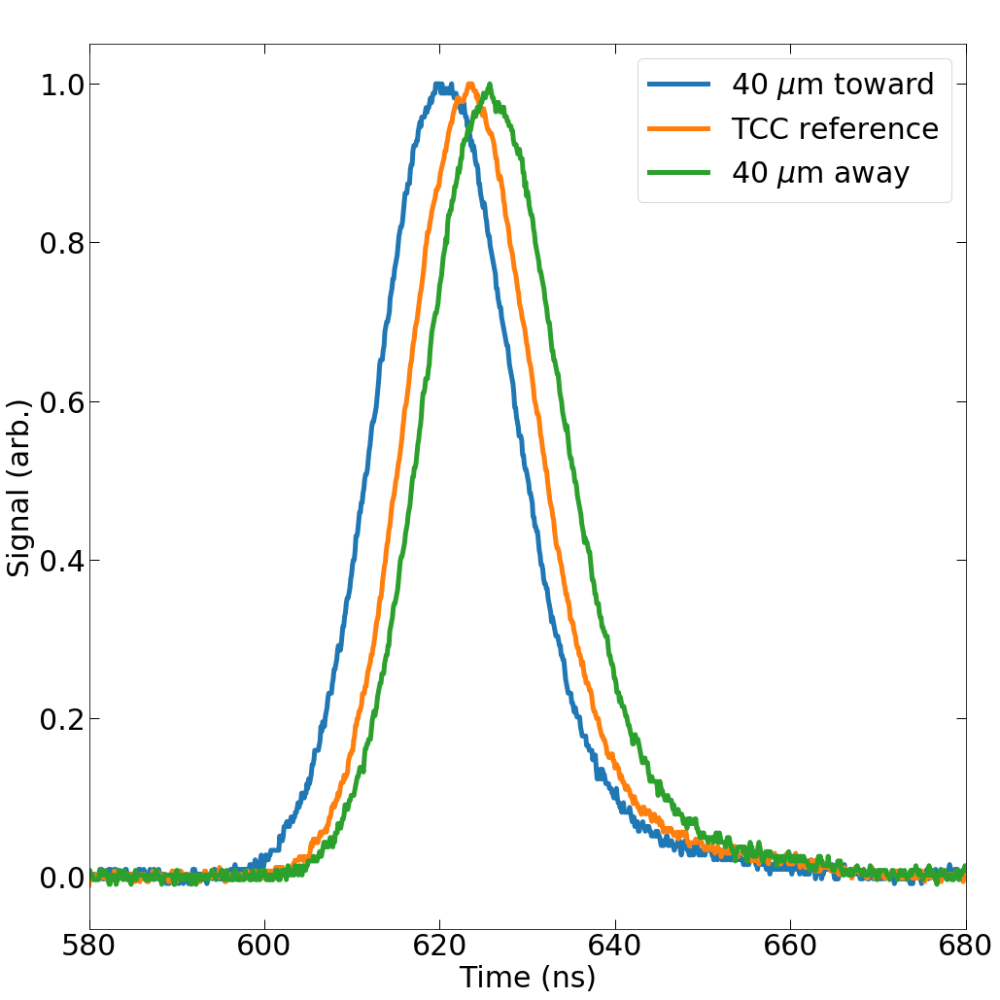 40 μm toward
TCC reference
40 μm away
1.0
0.8
0.6
0.4
0.2
0.0
Signal (arb.)
580 600 620 640 660 680
Time (ns)